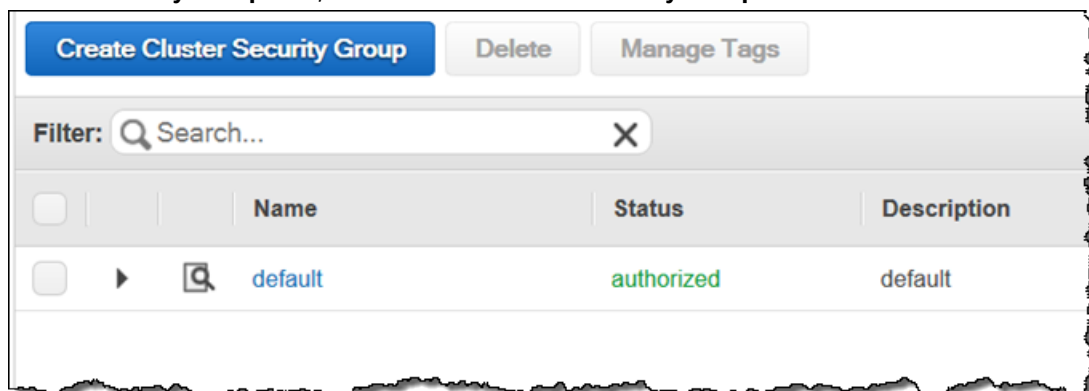 Create Cluster Security Group Delete Manage Tags
Filter: Search...
Name Status Description
default authorized default